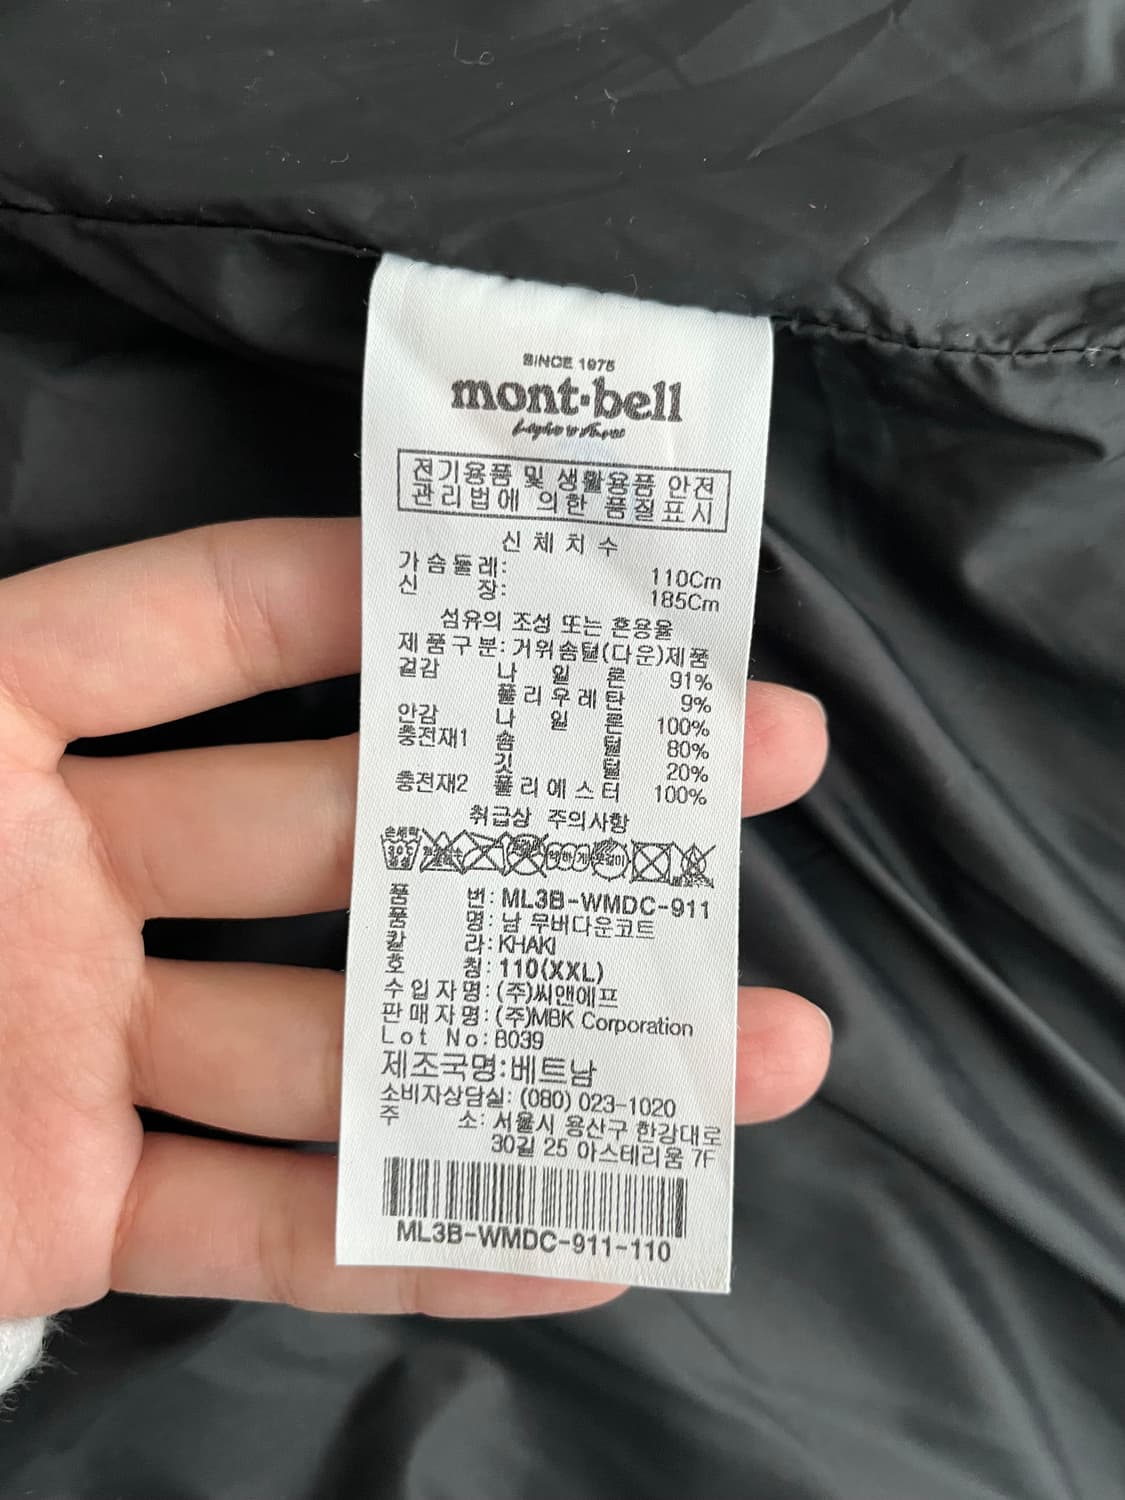 SINCE 1975
mont·bell
전기용품 및 생활용품 안전
관리법에 의한 품질표시
신체치수
가슴둘레: 110Cm
신 장: 185Cm
섬유의 조성 또는 혼용율
제품구분: 거위솜털(다운)제품
겉감 나 일 론 91%
폴리우레탄 9%
안감 나 일 론 100%
충전재1 솜 털 80%
깃 털 20%
충전재2 폴리에스터 100%
취급상 주의사항
손세탁
30℃
중성
약하게
품 번: ML3B-WMDC-911
품 명: 남 무버다운코트
칼 라: KHAKI
호 칭: 110(XXL)
수입자명: (주)씨앤에프
판매자명: (주)MBK Corporation
Lot No: B039
제조국명:베트남
소비자상담실: (080) 023-1020
주 소: 서울시 용산구 한강대로
30길 25 아스테리움 7F
ML3B-WMDC-911-110